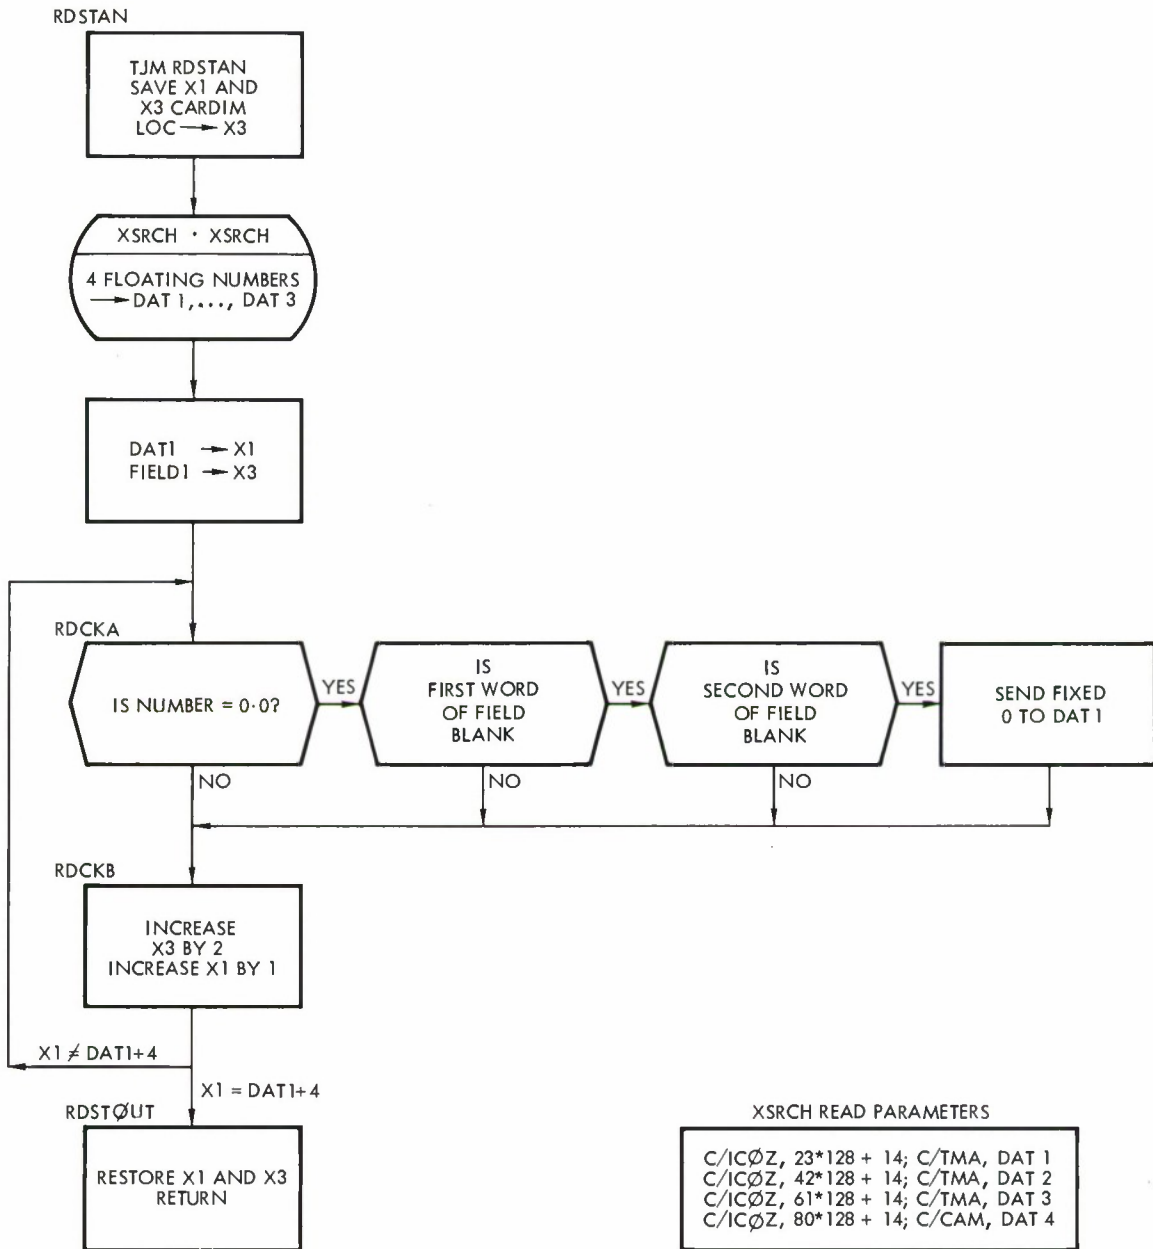 RDSTAN
TJM RDSTAN
SAVE X1 AND
X3 CARDIM
LOC → X3
XSRCH · XSRCH
4 FLOATING NUMBERS
→ DAT 1,..., DAT 3
DAT1 → X1
FIELD1 → X3
RDCKA
IS NUMBER = 0.0?
YES
IS
FIRST WORD
OF FIELD
BLANK
YES
IS
SECOND WORD
OF FIELD
BLANK
YES
SEND FIXED
0 TO DAT 1
NO
NO
NO
RDCKB
INCREASE
X3 BY 2
INCREASE X1 BY 1
X1 ≠ DAT1+4
X1 = DAT1+4
RDSTØUT
RESTORE X1 AND X3
RETURN
XSRCH READ PARAMETERS
C/ICØZ, 23*128 + 14; C/TMA, DAT 1
C/ICØZ, 42*128 + 14; C/TMA, DAT 2
C/ICØZ, 61*128 + 14; C/TMA, DAT 3
C/ICØZ, 80*128 + 14; C/CAM, DAT 4